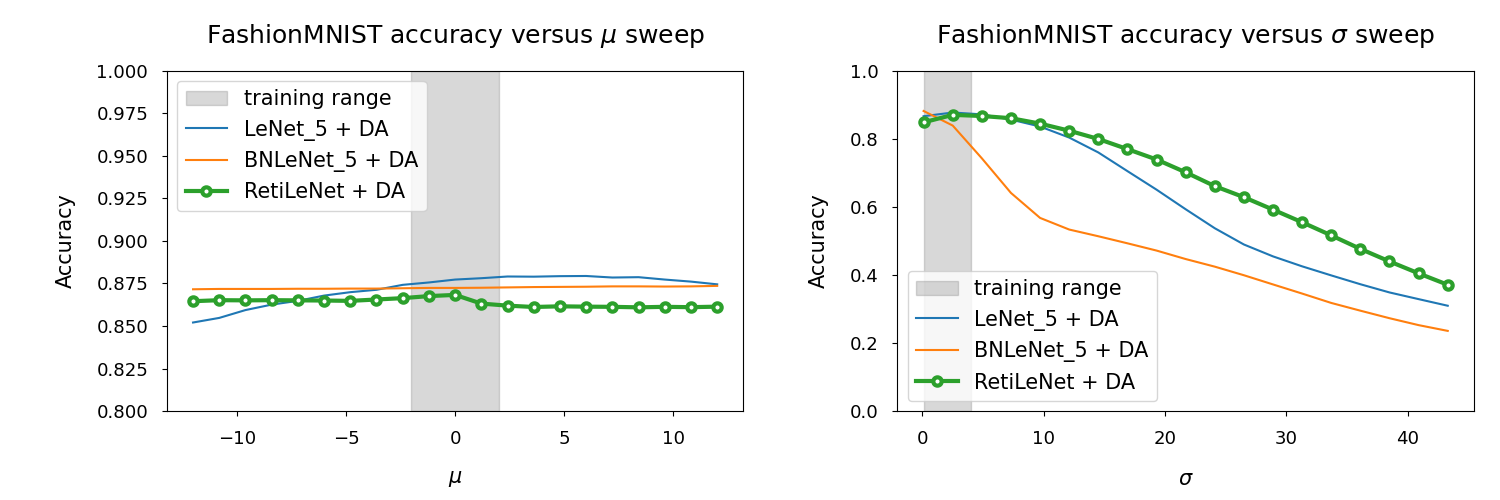 FashionMNIST accuracy versus μ sweep
1.000
0.975
0.950
0.925
0.900
0.875
0.850
0.825
0.800
Accuracy
training range
LeNet_5 + DA
BNLeNet_5 + DA
RetiLeNet + DA
−10
−5
0
5
10
μ
FashionMNIST accuracy versus σ sweep
1.0
0.8
0.6
0.4
0.2
0.0
Accuracy
training range
LeNet_5 + DA
BNLeNet_5 + DA
RetiLeNet + DA
0
10
20
30
40
σ